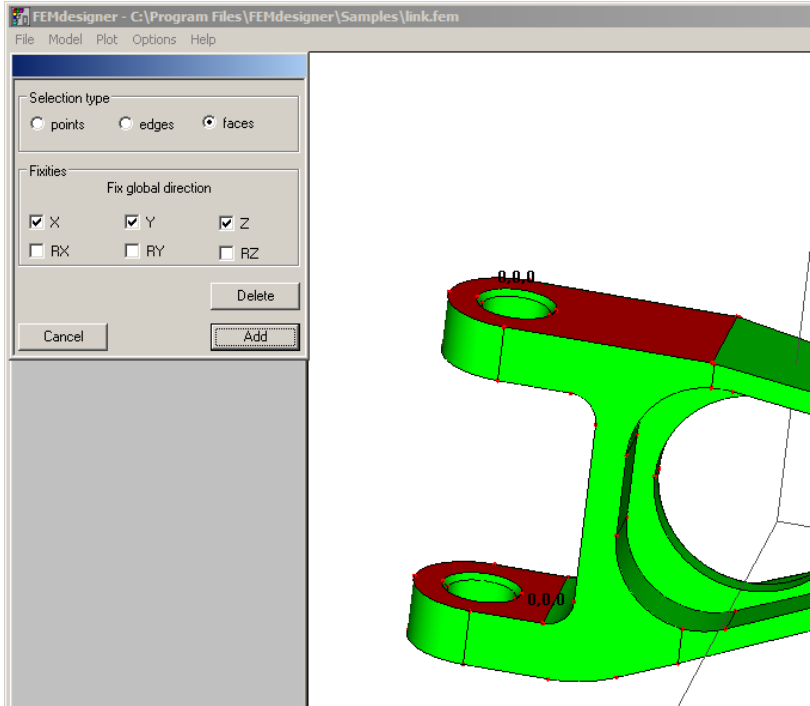 FEMdesigner - C:\Program Files\FEMdesigner\Samples\link.fem
File Model Plot Options Help
Selection type
points edges faces
Fixities
Fix global direction
X Y Z
RX RY RZ
Delete
Cancel Add
0,0,0
0,0,0